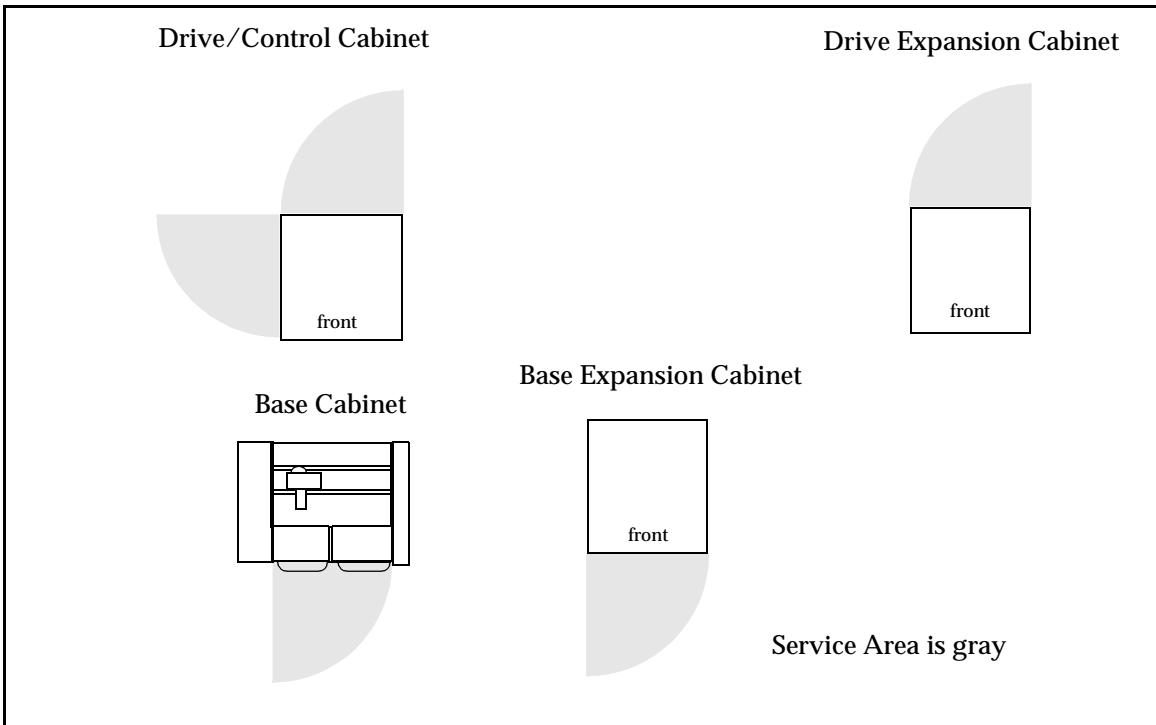 Drive/Control Cabinet
Drive Expansion Cabinet
front
front
Base Expansion Cabinet
Base Cabinet
front
Service Area is gray